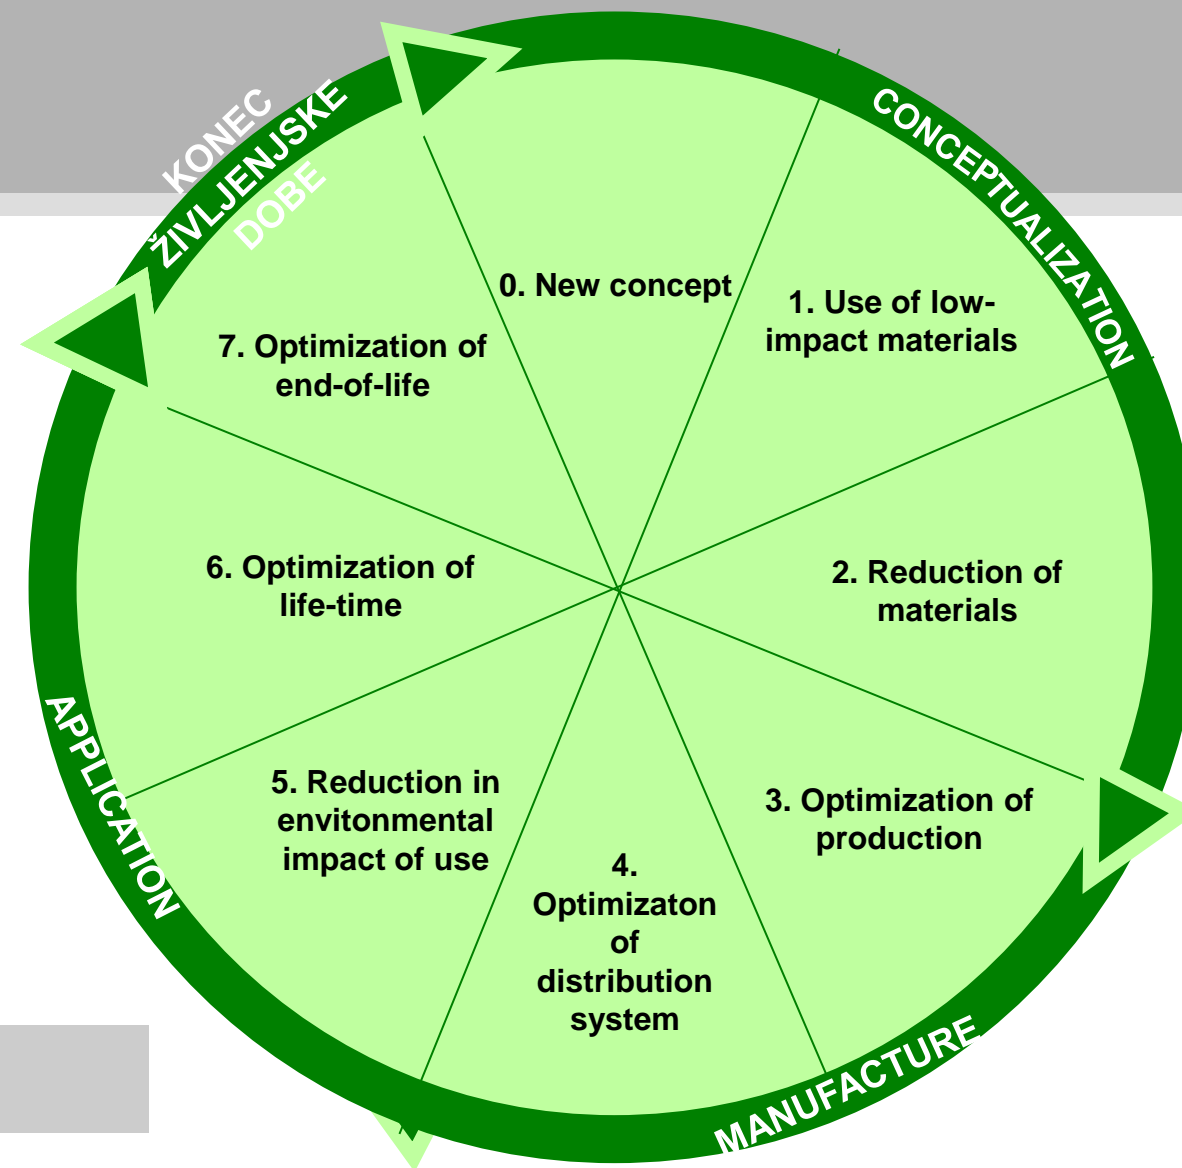 KONEC
ŽIVLJENJSKE
DOBE
CONCEPTUALIZATION
0. New concept
1. Use of low-
impact materials
7. Optimization of
end-of-life
6. Optimization of
life-time
2. Reduction of
materials
5. Reduction in
envitonmental
impact of use
3. Optimization of
production
4.
Optimizaton
of
distribution
system
APPLICATION
MANUFACTURE